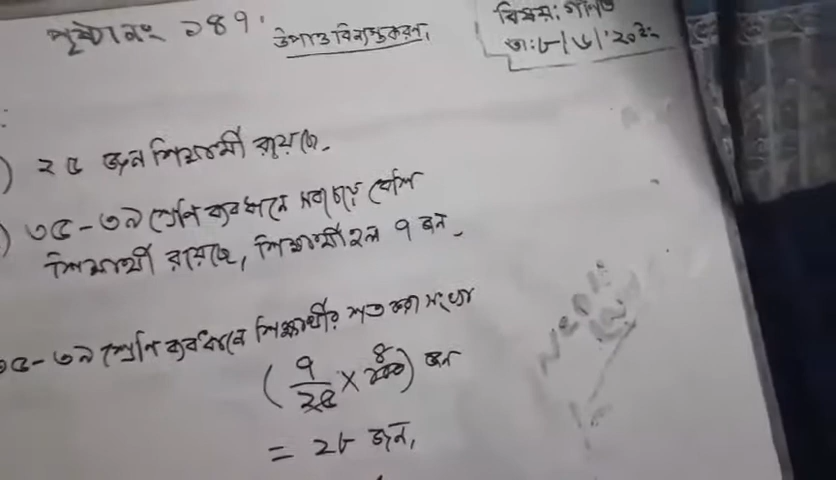 পৃষ্ঠা নং ১৪৭.
উপাত্ত বিন্যস্তকরণ,
বিষয়: গণিত
তা: ৮/৬/'২০২২
) ২৫ জন শিক্ষার্থী রয়েছে.
) ৩৫-৩৯ শ্রেণি ব্যবধানে সবচেয়ে বেশি
শিক্ষার্থী রয়েছে, শিক্ষার্থী হল ৭ জন.
৩৫-৩৯ শ্রেণি ব্যবধানে শিক্ষার্থীর শতকরা সংখ্যা
( ৭/২৫ × ১০০ ৪ ) জন
= ২৮ জন,